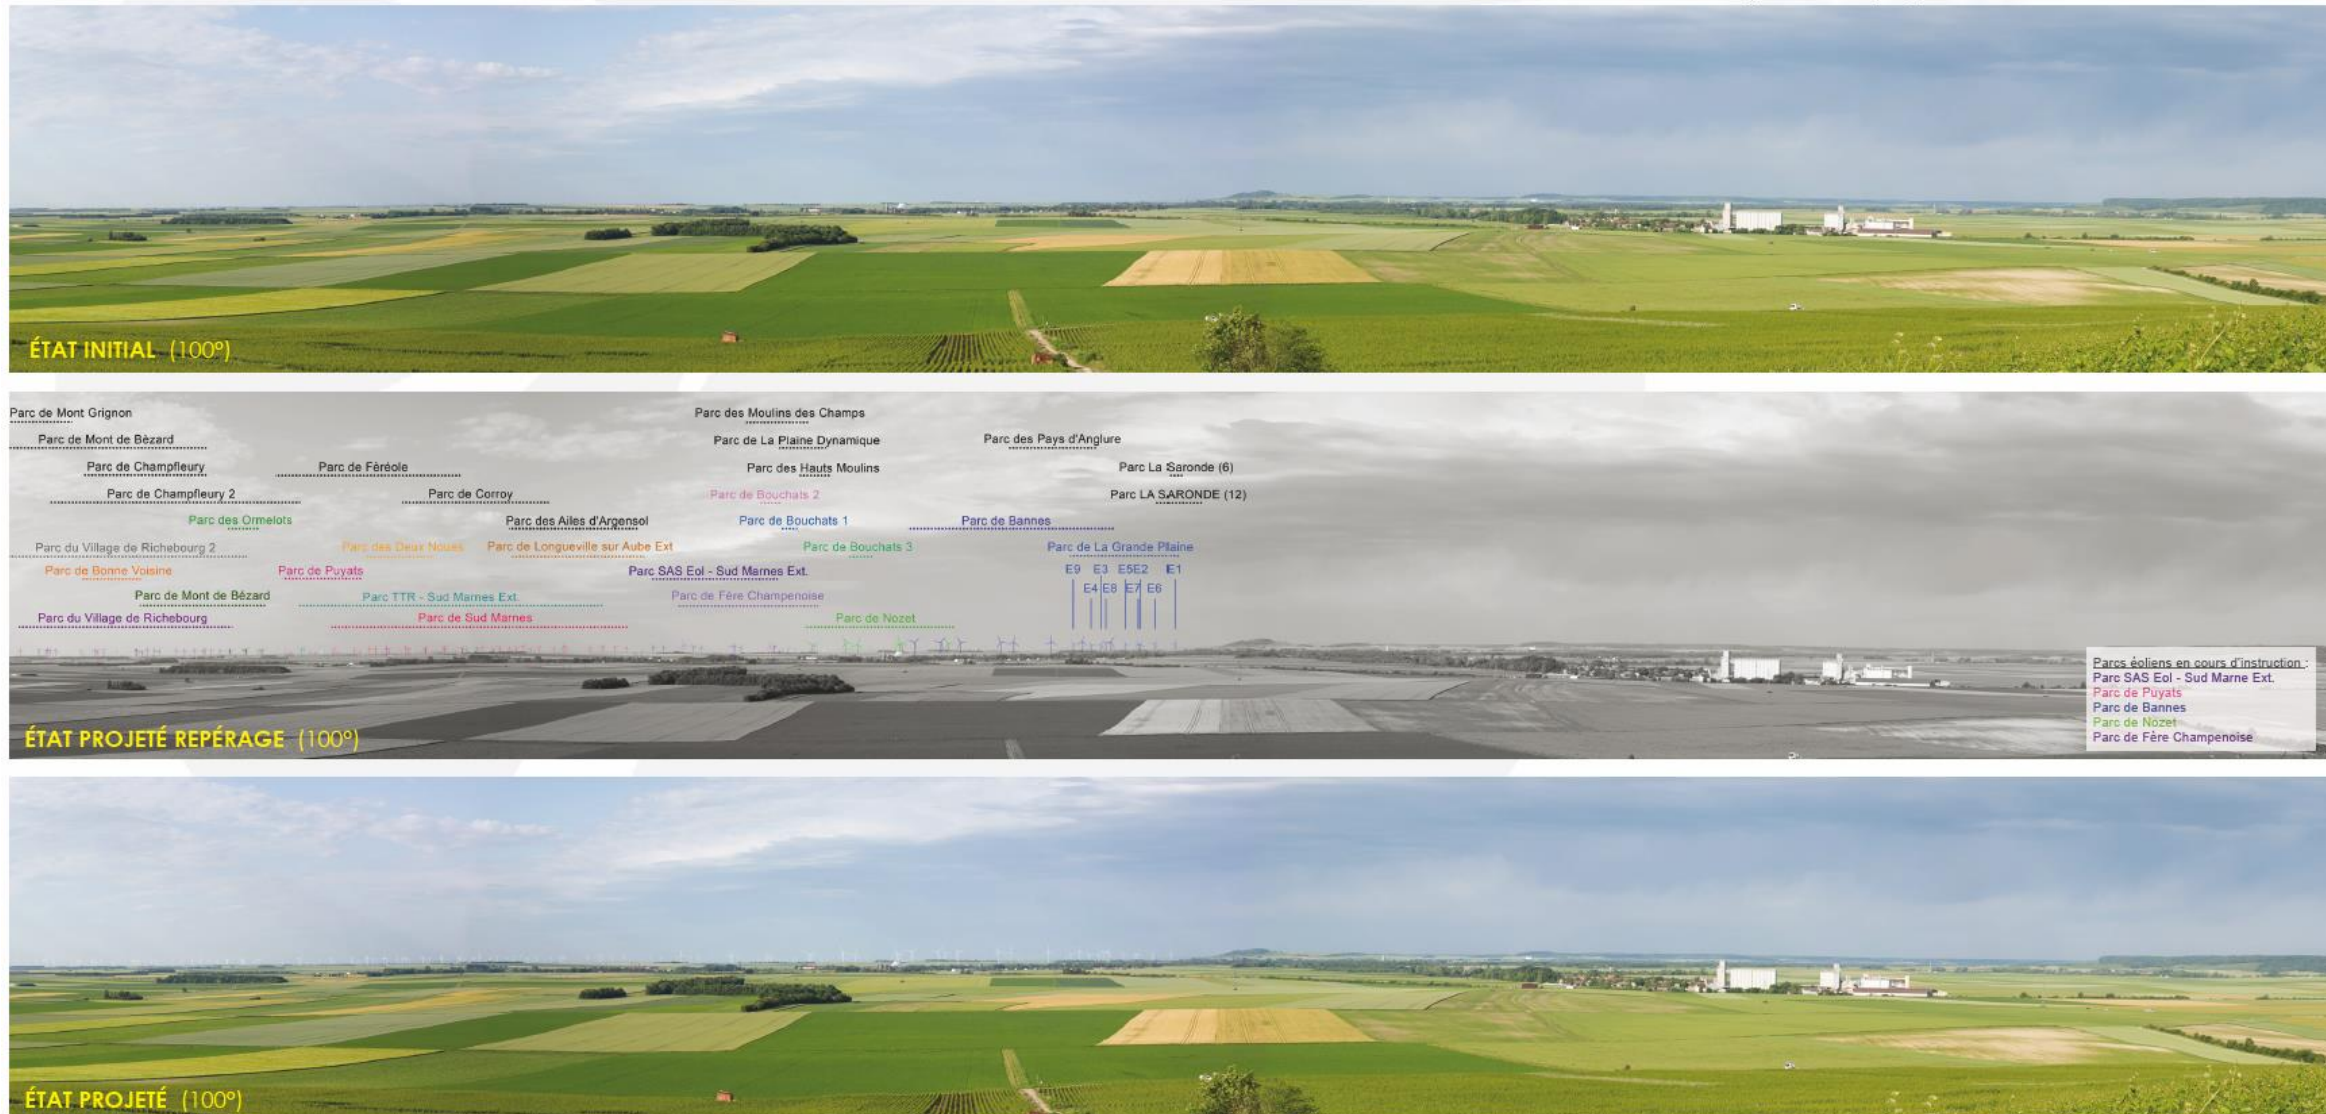 ÉTAT INITIAL (100°)
Parc de Mont Grignon
Parc des Moulins des Champs
Parc de Mont de Bèzard
Parc de La Plaine Dynamique
Parc des Pays d'Anglure
Parc de Champfleury
Parc de Féréole
Parc des Hauts Moulins
Parc La Saronde (6)
Parc de Champfleury 2
Parc de Corroy
Parc de Bouchats 2
Parc LA SARONDE (12)
Parc des Ormelots
Parc des Ailes d'Argensol
Parc de Bouchats 1
Parc de Bannes
Parc du Village de Richebourg 2
Parc des Deux Noues
Parc de Longueville sur Aube Ext
Parc de Bouchats 3
Parc de La Grande Plaine
Parc de Bonne Voisine
Parc de Puyats
Parc SAS Eol - Sud Marnes Ext.
E9 E3 E5 E2 E1
E4 E8 E7 E6
Parc de Mont de Bézard
Parc TTR - Sud Marnes Ext.
Parc de Fère Champenoise
Parc du Village de Richebourg
Parc de Sud Marnes
Parc de Nozet
Parcs éoliens en cours d'instruction :
Parc SAS Eol - Sud Marne Ext.
Parc de Puyats
Parc de Bannes
Parc de Nozet
Parc de Fère Champenoise
ÉTAT PROJETÉ REPÉRAGE (100°)
ÉTAT PROJETÉ (100°)